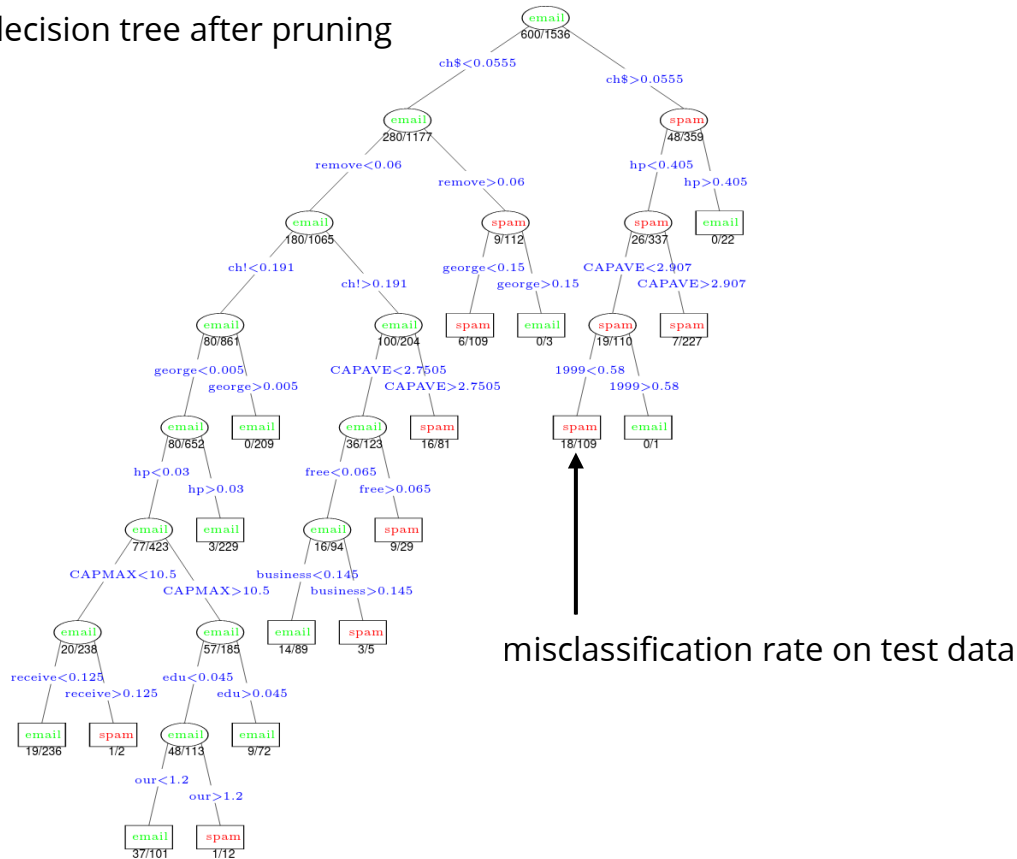 decision tree after pruning
email
600/1536
ch$<0.0555
ch$>0.0555
email
280/1177
spam
48/359
remove<0.06
remove>0.06
hp<0.405
hp>0.405
email
180/1065
spam
9/112
spam
26/337
email
0/22
ch!<0.191
ch!>0.191
george<0.15
george>0.15
CAPAVE<2.907
CAPAVE>2.907
email
80/861
email
100/204
spam
6/109
email
0/3
spam
19/110
spam
7/227
george<0.005
george>0.005
CAPAVE<2.7505
CAPAVE>2.7505
1999<0.58
1999>0.58
email
80/652
email
0/209
email
36/123
spam
16/81
spam
18/109
email
0/1
hp<0.03
hp>0.03
free<0.065
free>0.065
email
77/423
email
3/229
email
16/94
spam
9/29
CAPMAX<10.5
CAPMAX>10.5
business<0.145
business>0.145
email
20/238
email
57/185
email
14/89
spam
3/5
misclassification rate on test data
receive<0.125
receive>0.125
edu<0.045
edu>0.045
email
19/236
spam
1/2
email
48/113
email
9/72
our<1.2
our>1.2
email
37/101
spam
1/12